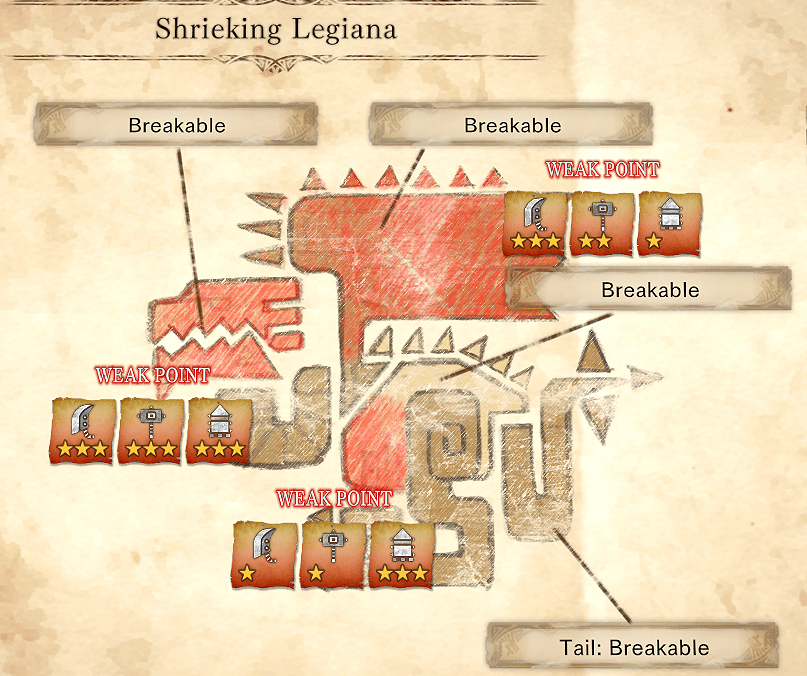 Shrieking Legiana
Breakable
Breakable
WEAK POINT
Breakable
WEAK POINT
WEAK POINT
Tail: Breakable